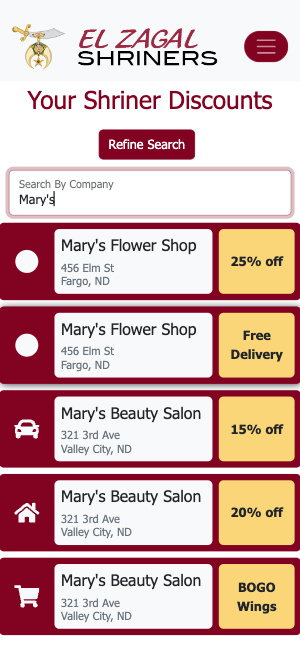 EL ZAGAL
SHRINERS
Your Shriner Discounts
Refine Search
Search By Company
Mary's
Mary's Flower Shop
456 Elm St
Fargo, ND
25% off
Mary's Flower Shop
456 Elm St
Fargo, ND
Free
Delivery
Mary's Beauty Salon
321 3rd Ave
Valley City, ND
15% off
Mary's Beauty Salon
321 3rd Ave
Valley City, ND
20% off
Mary's Beauty Salon
321 3rd Ave
Valley City, ND
BOGO
Wings